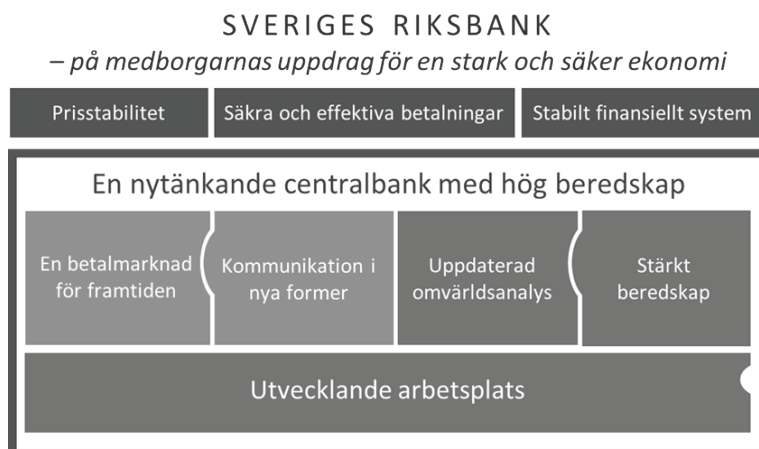 SVERIGES RIKSBANK
– på medborgarnas uppdrag för en stark och säker ekonomi
Prisstabilitet
Säkra och effektiva betalningar
Stabilt finansiellt system
En nytänkande centralbank med hög beredskap
En betalmarknad
för framtiden
Kommunikation i
nya former
Uppdaterad
omvärldsanalys
Stärkt
beredskap
Utvecklande arbetsplats